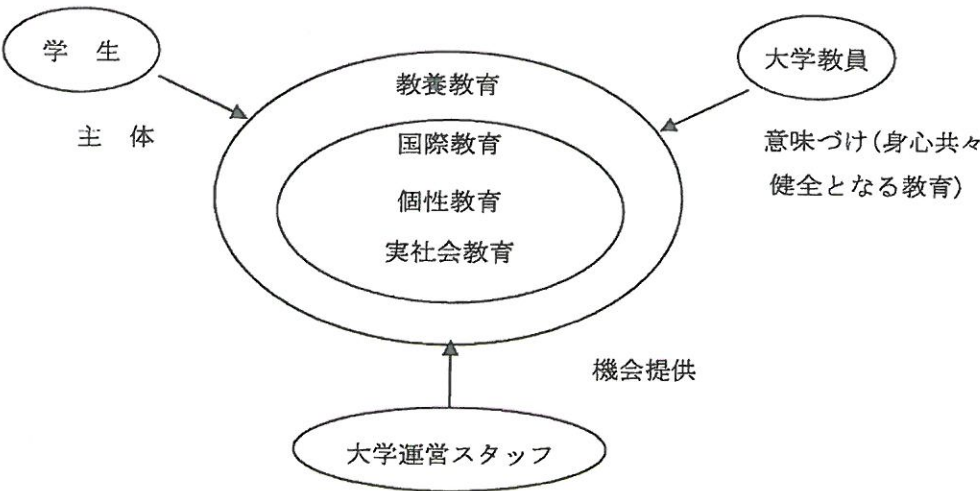 学　生
大学教員
教養教育
主　体
国際教育
意味づけ（身心共々
健全となる教育）
個性教育
実社会教育
機会提供
大学運営スタッフ